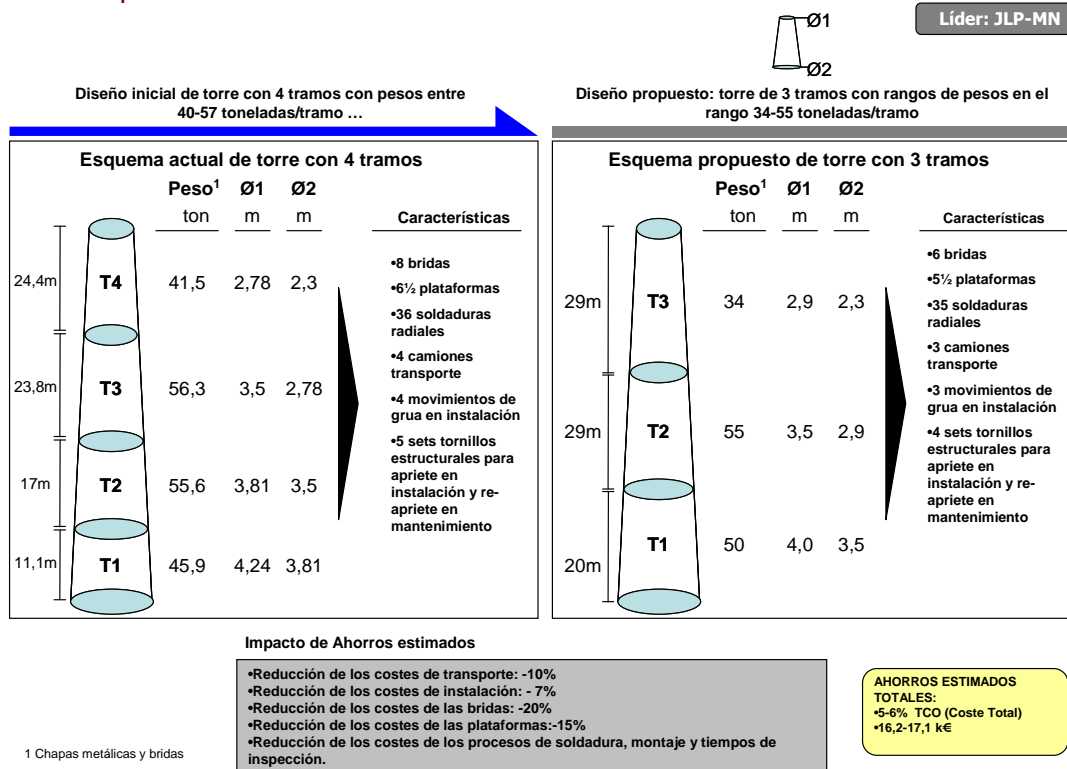 Líder: JLP-MN
Ø1
Ø2
Diseño inicial de torre con 4 tramos con pesos entre
40-57 toneladas/tramo …
Diseño propuesto: torre de 3 tramos con rangos de pesos en el
rango 34-55 toneladas/tramo
Esquema actual de torre con 4 tramos
Peso1 Ø1 Ø2
ton m m
Características
24,4m T4 41,5 2,78 2,3
23,8m T3 56,3 3,5 2,78
17m T2 55,6 3,81 3,5
11,1m T1 45,9 4,24 3,81
•8 bridas
•6½ plataformas
•36 soldaduras
radiales
•4 camiones
transporte
•4 movimientos de
grua en instalación
•5 sets tornillos
estructurales para
apriete en
instalación y re-
apriete en
mantenimiento
Esquema propuesto de torre con 3 tramos
Peso1 Ø1 Ø2
ton m m
Características
29m T3 34 2,9 2,3
29m T2 55 3,5 2,9
20m T1 50 4,0 3,5
•6 bridas
•5½ plataformas
•35 soldaduras
radiales
•3 camiones
transporte
•3 movimientos de
grua en instalación
•4 sets tornillos
estructurales para
apriete en
instalación y re-
apriete en
mantenimiento
Impacto de Ahorros estimados
•Reducción de los costes de transporte: -10%
•Reducción de los costes de instalación: - 7%
•Reducción de los costes de las bridas: -20%
•Reducción de los costes de las plataformas:-15%
•Reducción de los costes de los procesos de soldadura, montaje y tiempos de
inspección.
AHORROS ESTIMADOS
TOTALES:
•5-6% TCO (Coste Total)
•16,2-17,1 k€
1 Chapas metálicas y bridas